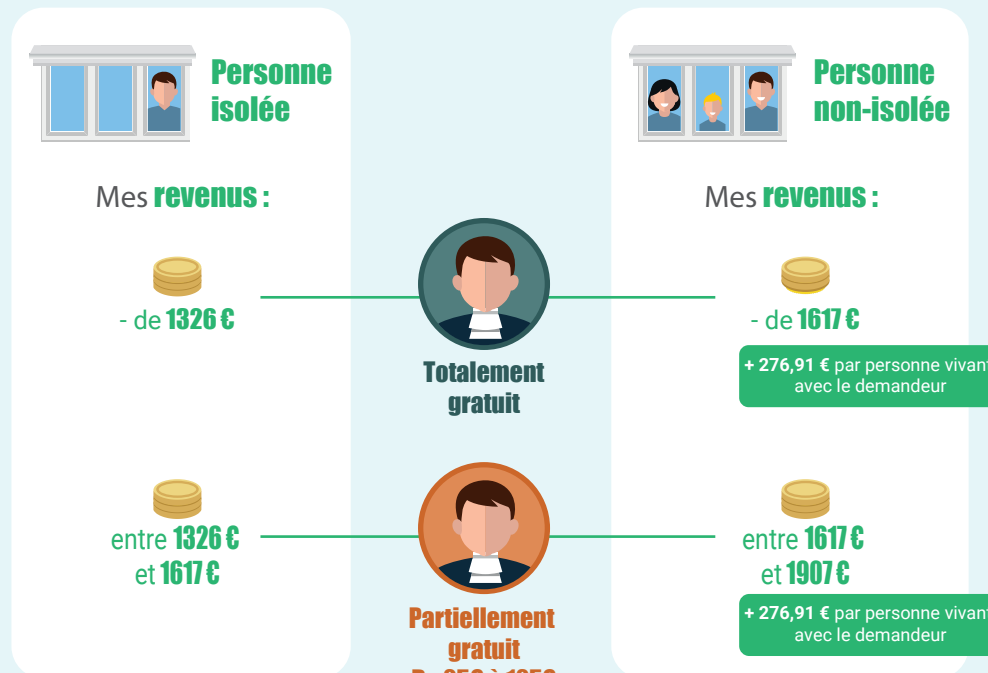 Personne
isolée
Mes revenus :
- de 1326 €
entre 1326 €
et 1617 €
Totalement
gratuit
Partiellement
gratuit
Personne
non-isolée
Mes revenus :
- de 1617 €
+ 276,91 € par personne vivant
avec le demandeur
entre 1617 €
et 1907 €
+ 276,91 € par personne vivant
avec le demandeur